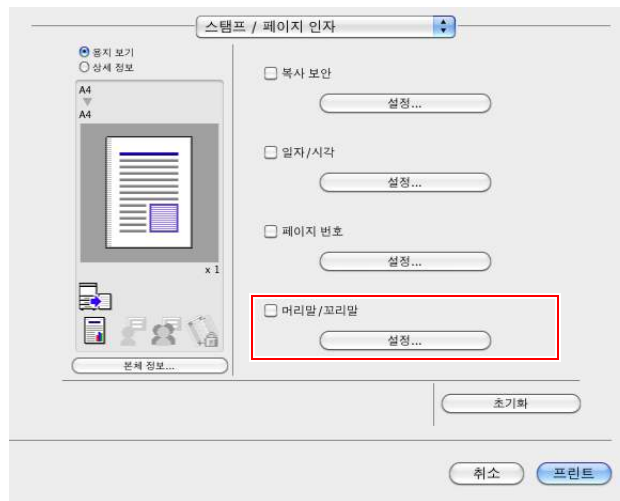 스탬프 / 페이지 인자
용지 보기
상세 정보
A4
A4
x 1
본체 정보...
복사 보안
설정...
일자/시각
설정...
페이지 번호
설정...
머리말/꼬리말
설정...
초기화
취소
프린트